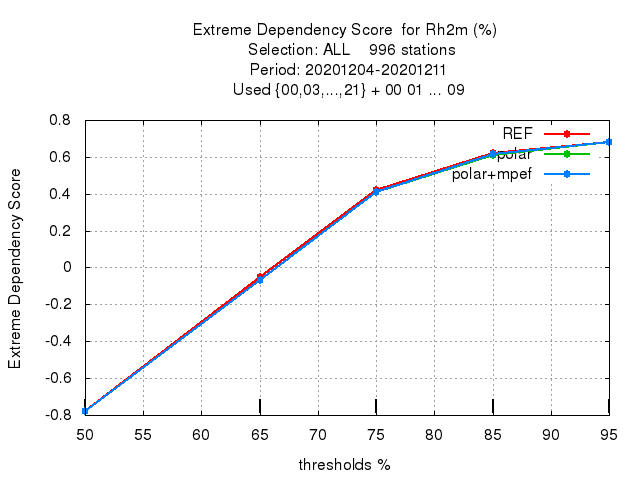 Extreme Dependency Score  for Rh2m (%)
Selection: ALL    996 stations
Period: 20201204-20201211
Used {00,03,...,21} + 00 01 ... 09
Extreme Dependency Score
0.8
0.6
0.4
0.2
0
-0.2
-0.4
-0.6
-0.8
REF
polar
polar+mpef
50 55 60 65 70 75 80 85 90 95
thresholds %